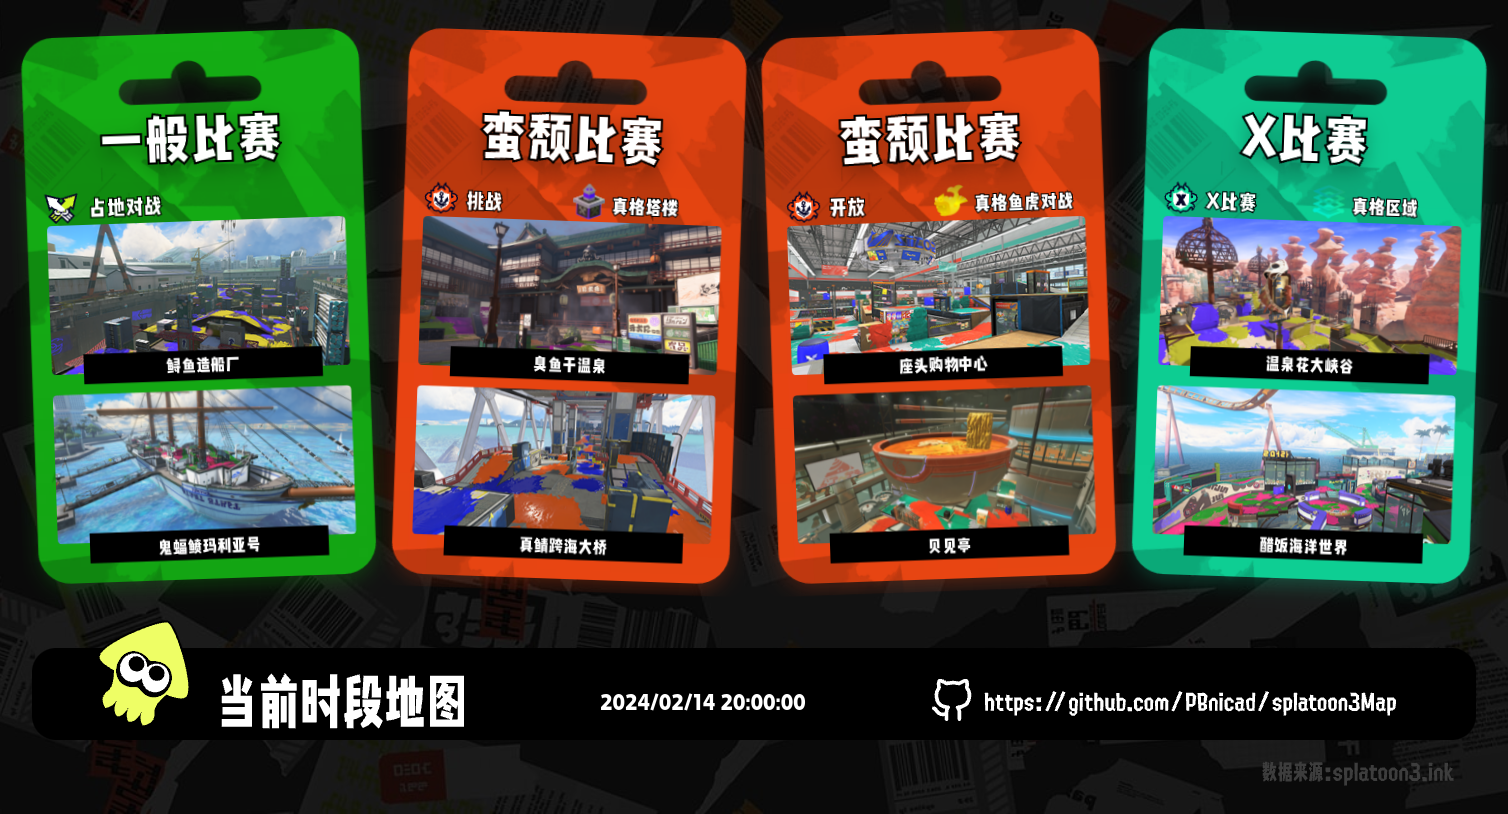 一般比赛
占地对战
鲟鱼造船厂
鬼蝠鲼玛利亚号
蛮颓比赛
挑战
真格塔楼
臭鱼干温泉
真鲭跨海大桥
蛮颓比赛
开放
真格鱼虎对战
座头购物中心
贝见亭
X比赛
X比赛
真格区域
温泉花大峡谷
醋饭海洋世界
当前时段地图
2024/02/14 20:00:00
https://github.com/PBnicad/splatoon3Map
数据来源:splatoon3.ink